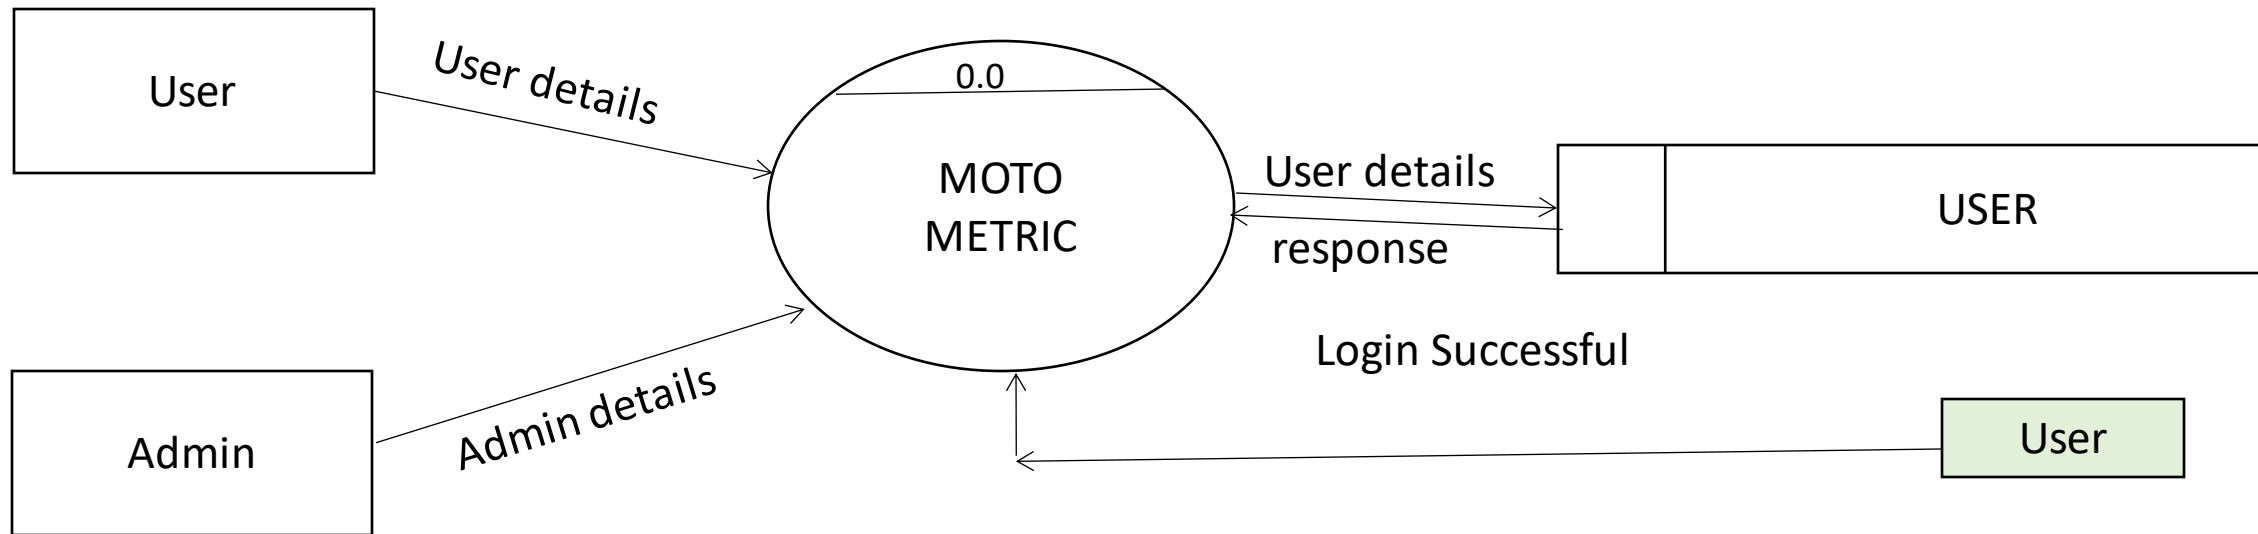 User
User details
0.0
MOTO
METRIC
User details
response
USER
Login Successful
Admin
Admin details
User